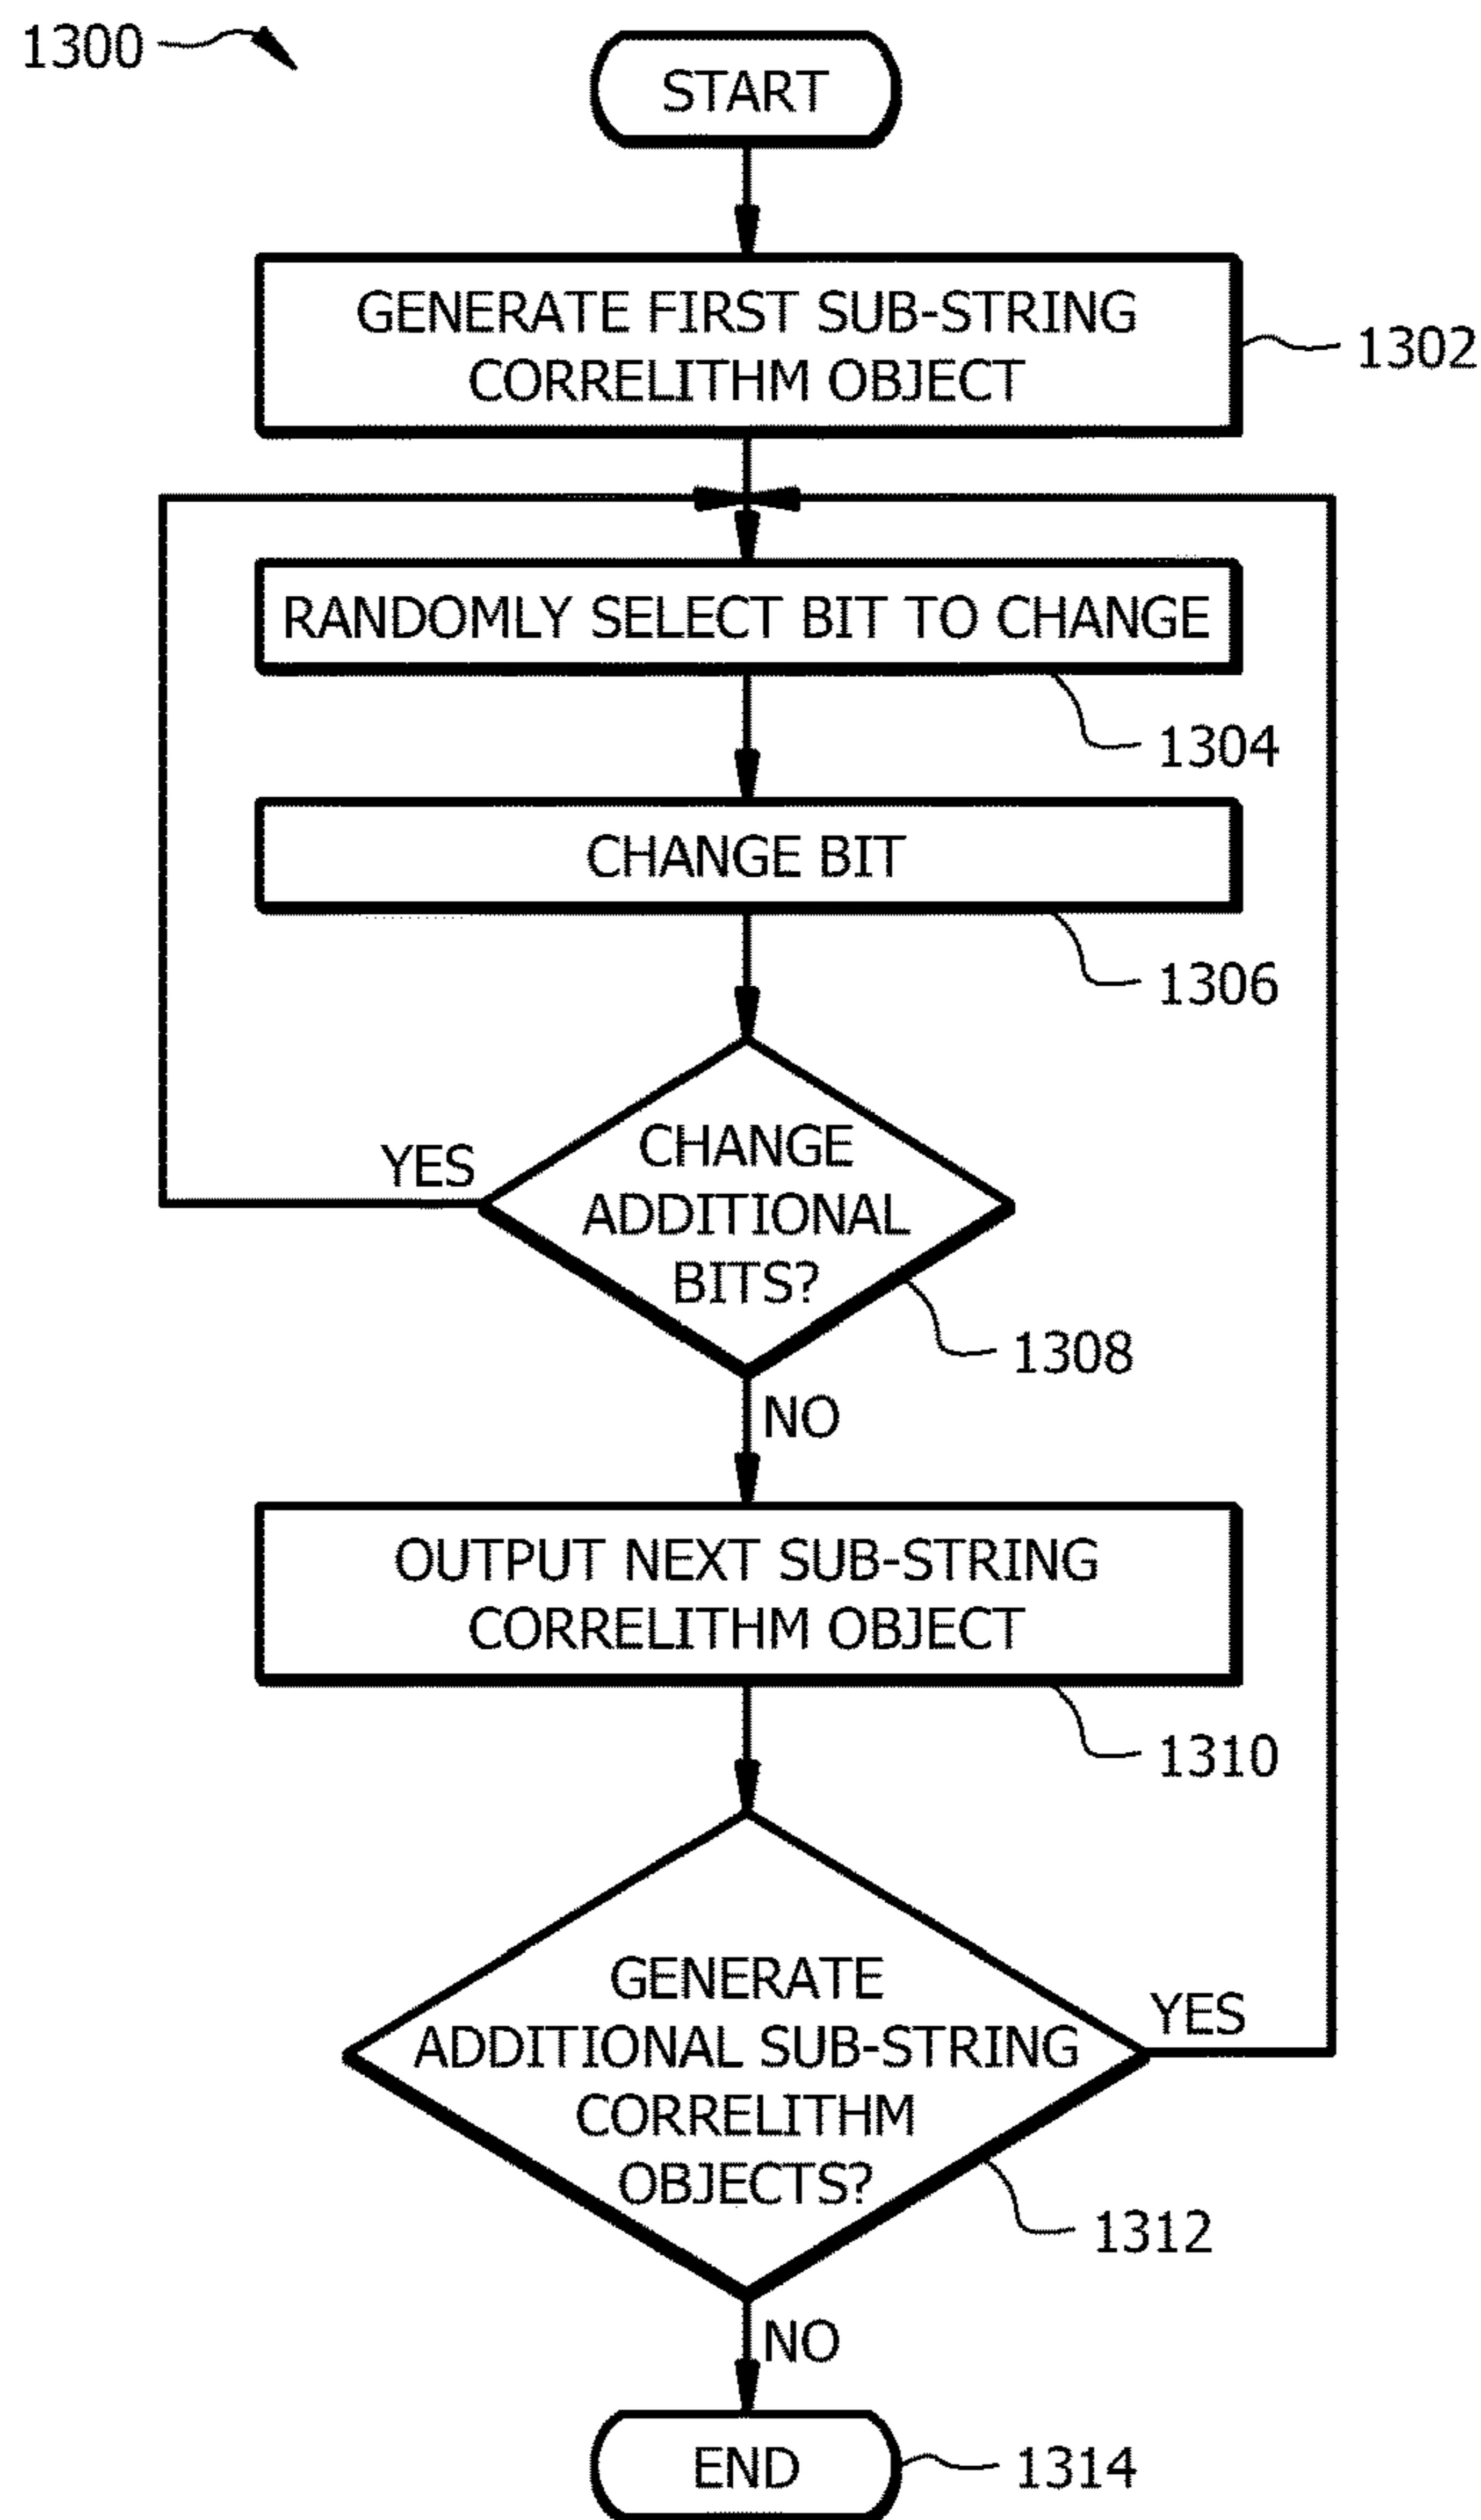 1300
START
GENERATE FIRST SUB-STRING
CORRELITHM OBJECT
1302
RANDOMLY SELECT BIT TO CHANGE
1304
CHANGE BIT
1306
CHANGE
ADDITIONAL
BITS?
YES
1308
NO
OUTPUT NEXT SUB-STRING
CORRELITHM OBJECT
1310
GENERATE
ADDITIONAL SUB-STRING
CORRELITHM
OBJECTS?
YES
1312
NO
END
1314